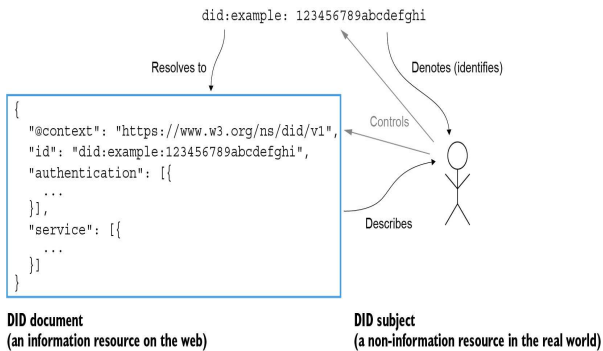 did:example: 123456789abcdefghi
Resolves to
Denotes (identifies)
Controls
{
"@context": "https://www.w3.org/ns/did/v1",
"id": "did:example:123456789abcdefghi",
"authentication": [{
...
}],
"service": [{
...
}]
}
Describes
DID document
(an information resource on the web)
DID subject
(a non-information resource in the real world)